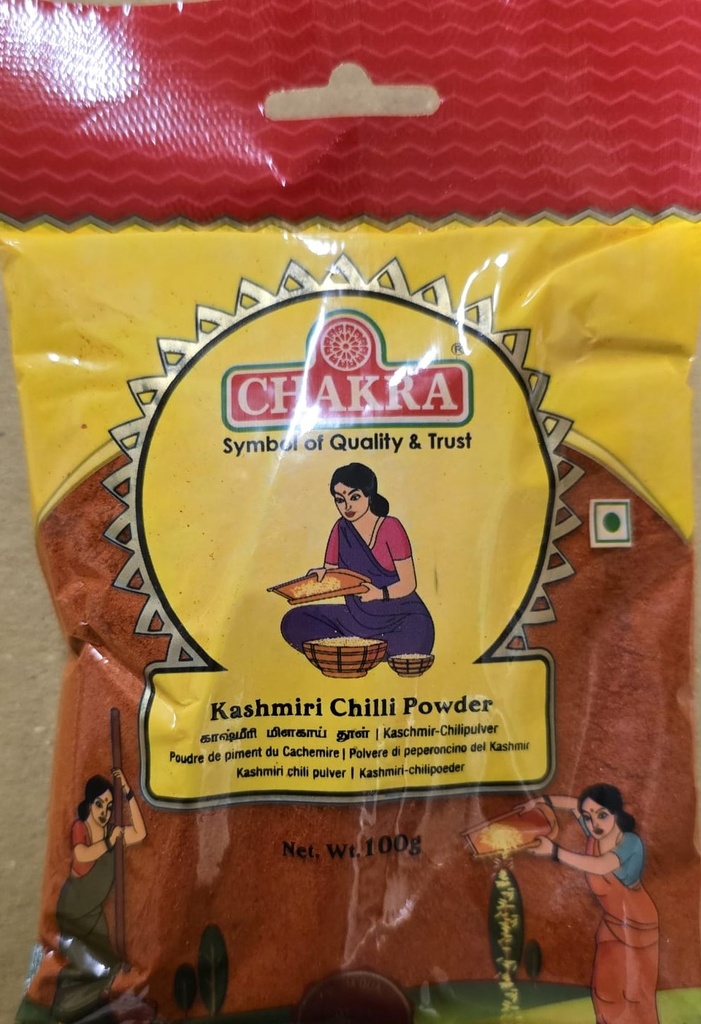 CHAKRA ®
Symbol of Quality & Trust
Kashmiri Chilli Powder
காஷ்மீரி மிளகாய் தூள் | Kaschmir-Chilipulver
Poudre de piment du Cachemire | Polvere di peperoncino del Kashmir
Kashmiri chili pulver | Kashmiri-chilipoeder
Net. Wt. 100g